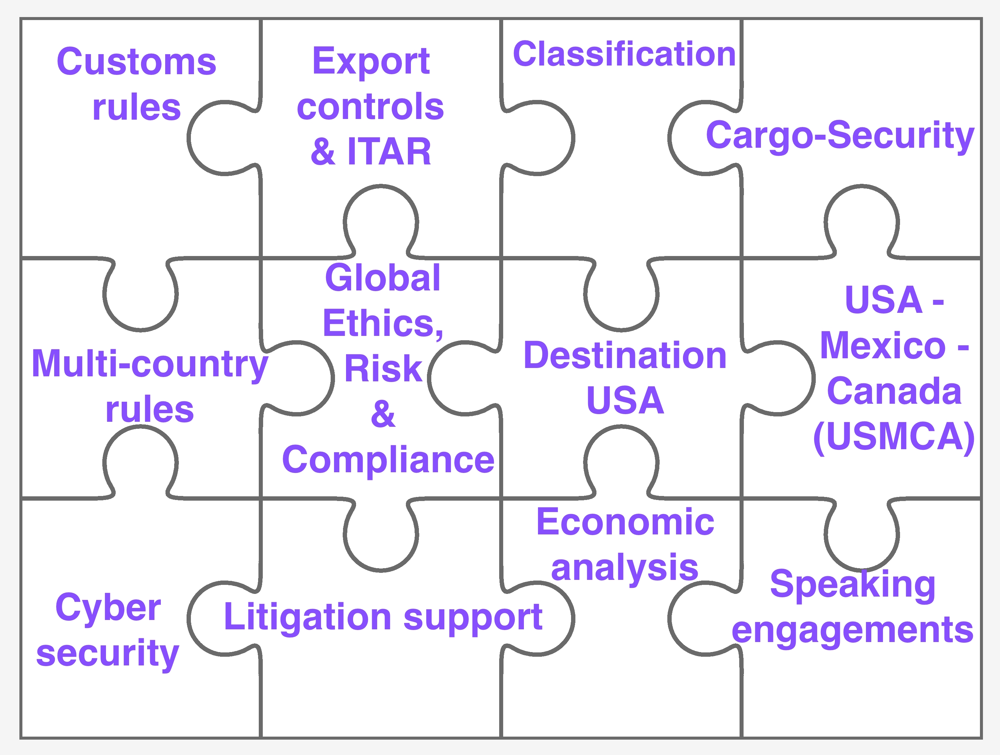 Customs
rules
Export
controls
& ITAR
Classification
Cargo-Security
Multi-country
rules
Global
Ethics,
Risk
&
Compliance
Destination
USA
USA -
Mexico -
Canada
(USMCA)
Cyber
security
Litigation support
Economic
analysis
Speaking
engagements